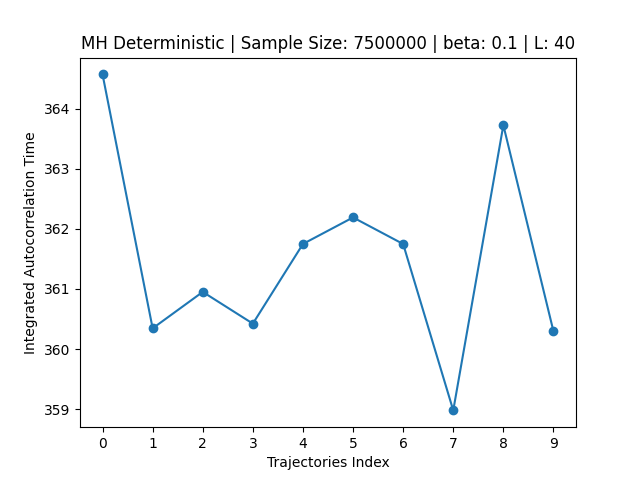 MH Deterministic | Sample Size: 7500000 | beta: 0.1 | L: 40
Integrated Autocorrelation Time
364
363
362
361
360
359
0 1 2 3 4 5 6 7 8 9
Trajectories Index